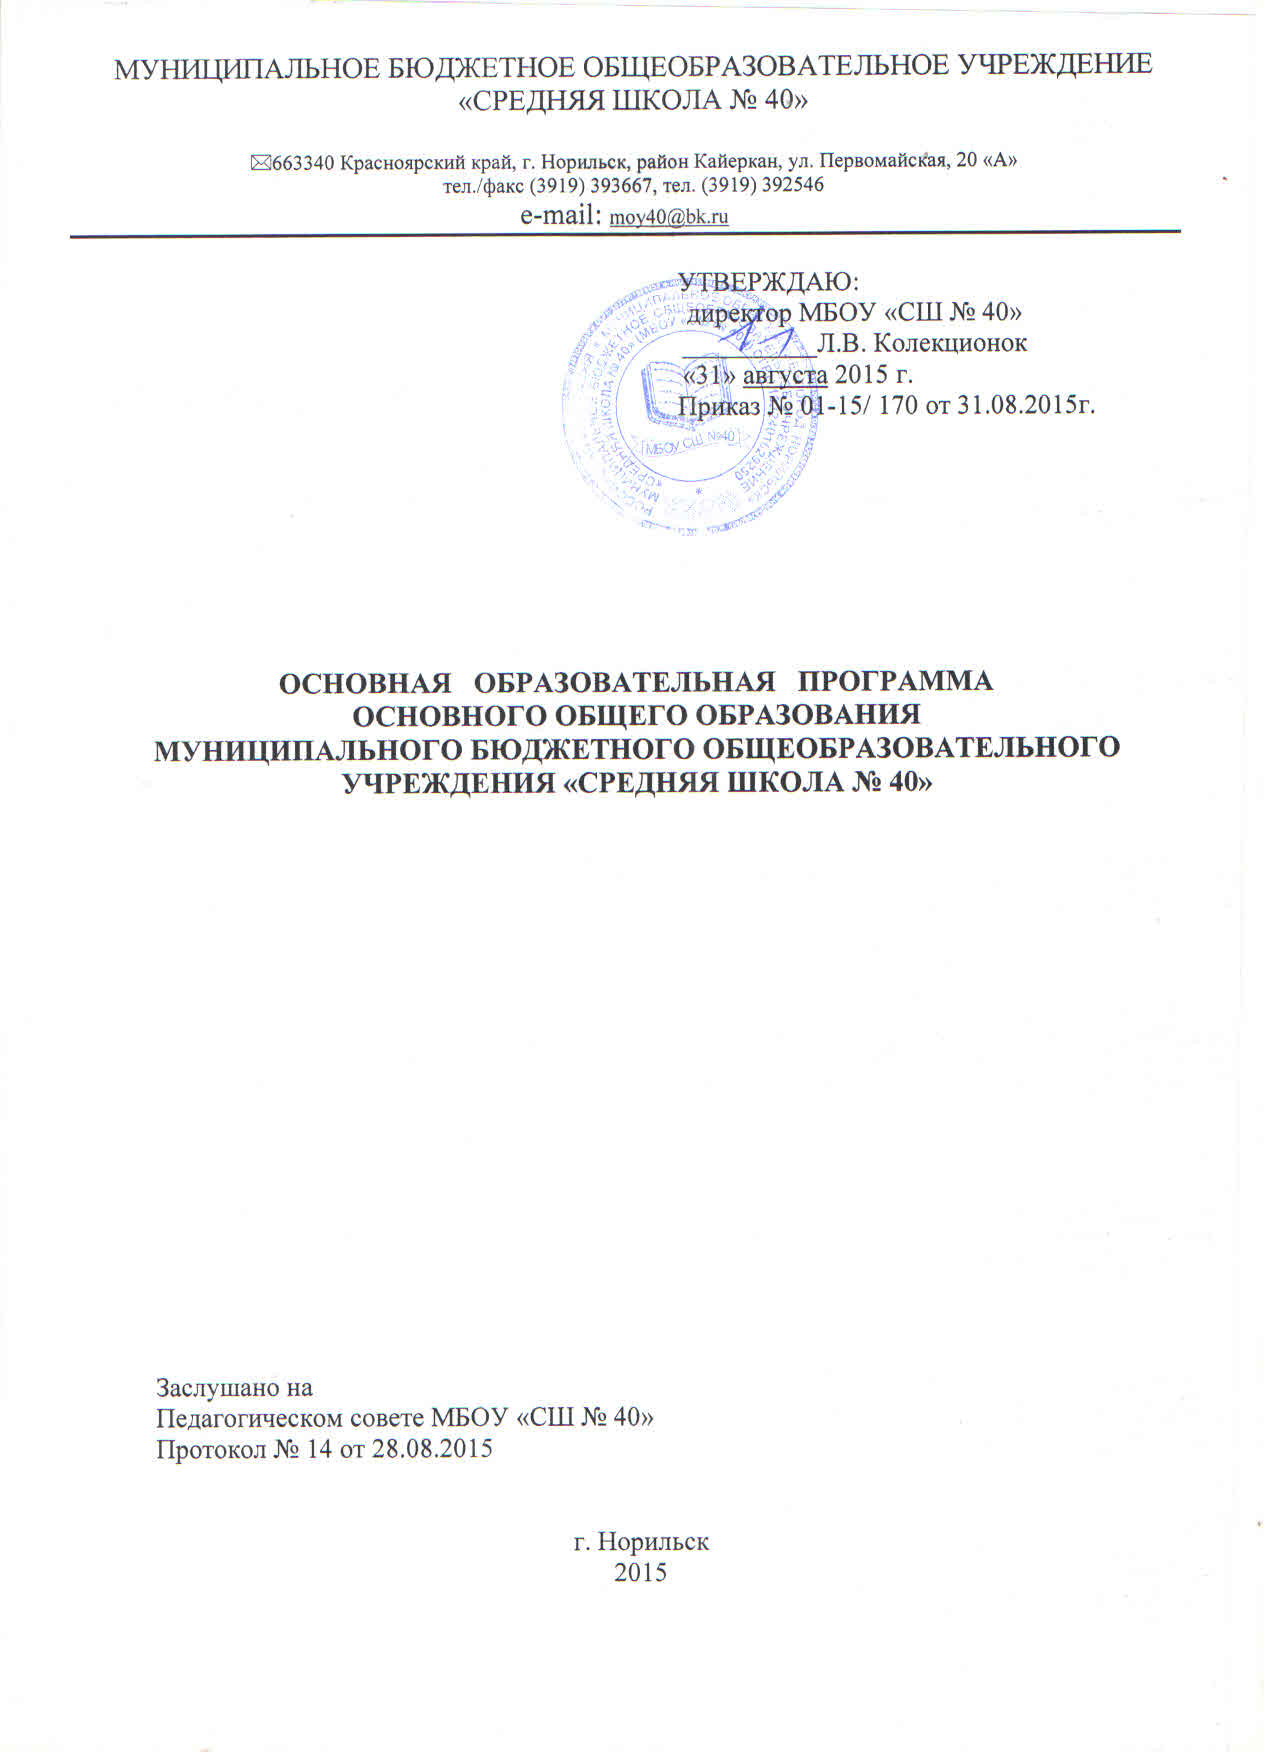 МУНИЦИПАЛЬНОЕ БЮДЖЕТНОЕ ОБЩЕОБРАЗОВАТЕЛЬНОЕ УЧРЕЖДЕНИЕ
«СРЕДНЯЯ ШКОЛА № 40»
663340 Красноярский край, г. Норильск, район Кайеркан, ул. Первомайская, 20 «А»
тел./факс (3919) 393667, тел. (3919) 392546
e-mail: moy40@bk.ru
УТВЕРЖДАЮ:
директор МБОУ «СШ № 40»
__________Л.В. Колекционок
«31» августа 2015 г.
Приказ № 01-15/ 170 от 31.08.2015г.
МБОУ СШ №40
ОСНОВНАЯ ОБРАЗОВАТЕЛЬНАЯ ПРОГРАММА
ОСНОВНОГО ОБЩЕГО ОБРАЗОВАНИЯ
МУНИЦИПАЛЬНОГО БЮДЖЕТНОГО ОБЩЕОБРАЗОВАТЕЛЬНОГО
УЧРЕЖДЕНИЯ «СРЕДНЯЯ ШКОЛА № 40»
Заслушано на
Педагогическом совете МБОУ «СШ № 40»
Протокол № 14 от 28.08.2015
г. Норильск
2015